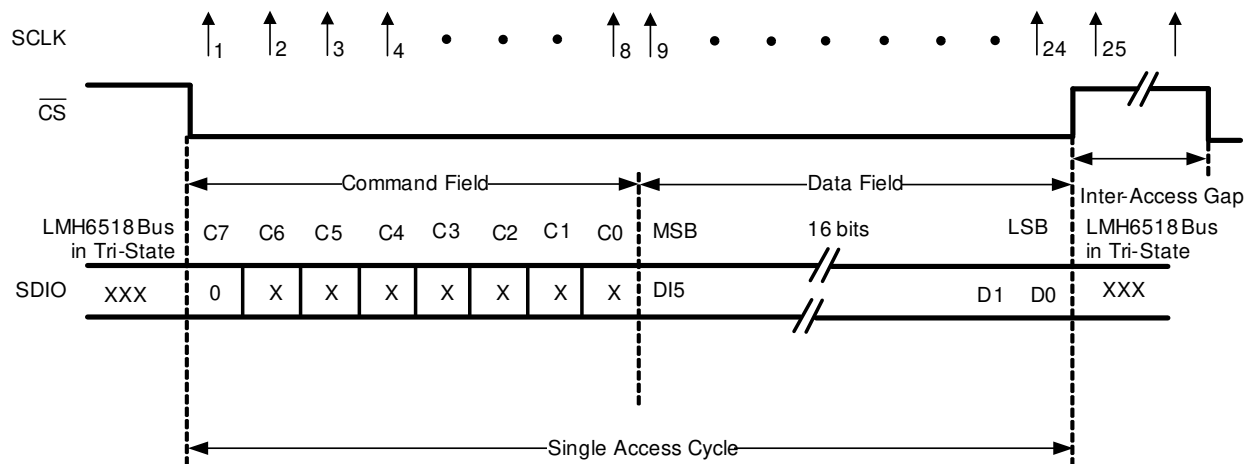 SCLK 1 2 3 4 8 9 24 25
CS
Command Field Data Field
Inter-Access Gap
LMH6518 Bus in Tri-State
C7 C6 C5 C4 C3 C2 C1 C0 MSB 16 bits LSB
LMH6518 Bus in Tri-State
SDIO XXX 0 X X X X X X X DI5 D1 D0 XXX
Single Access Cycle